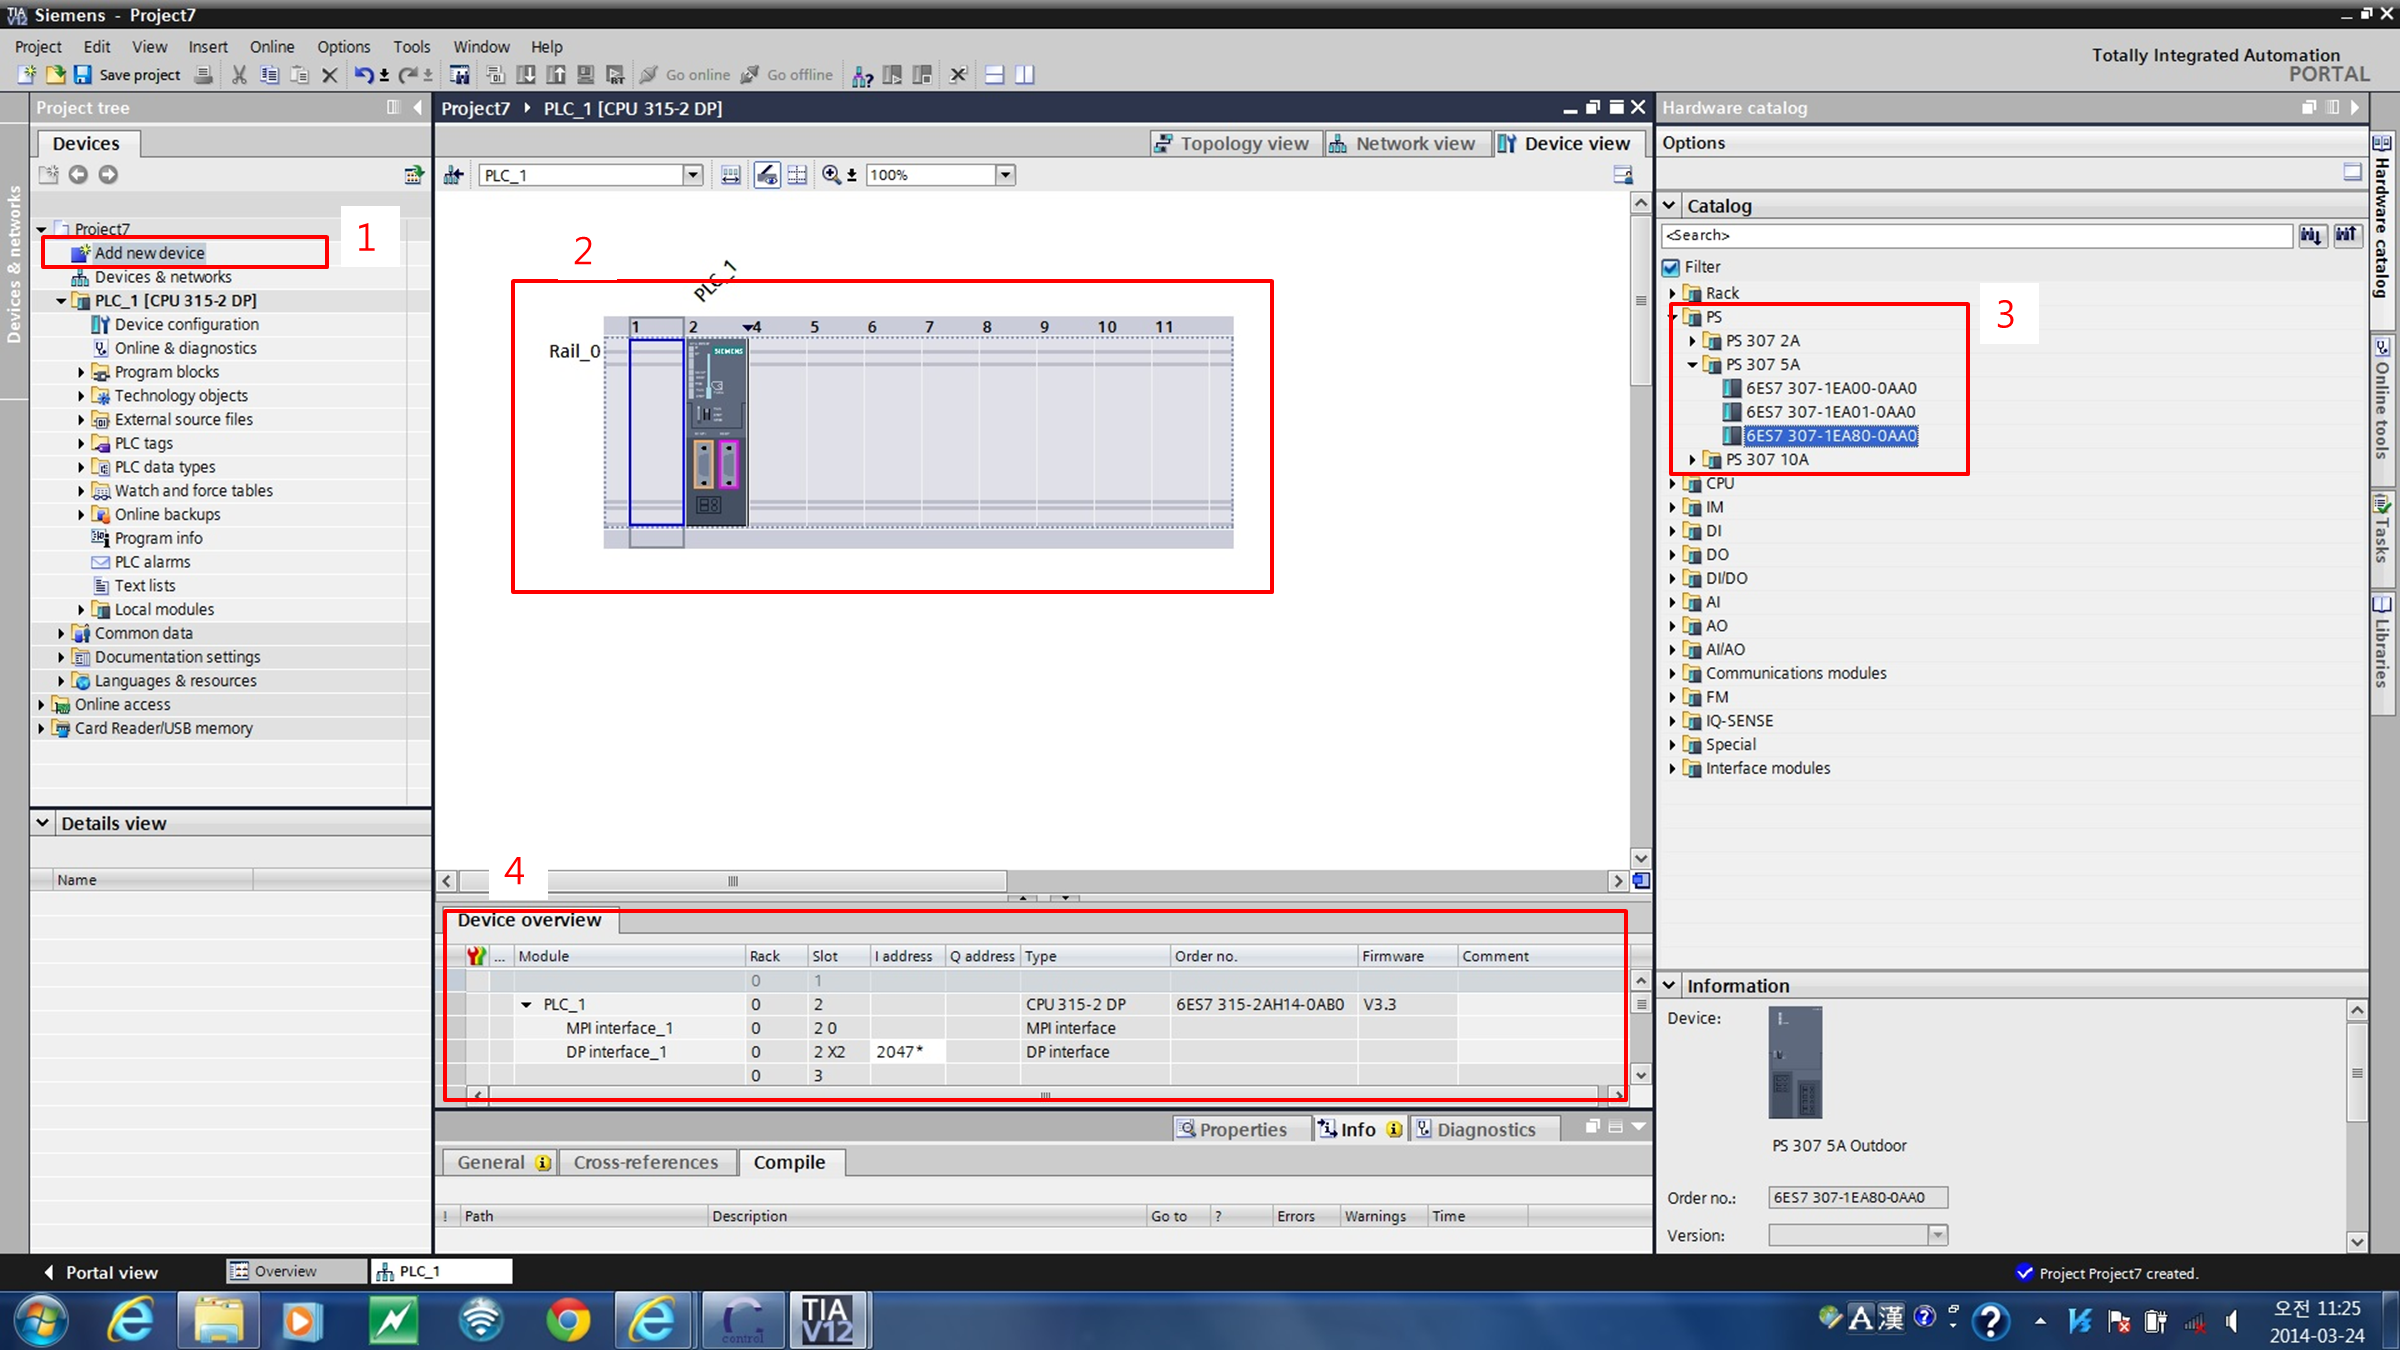 Siemens - Project7
Project Edit View Insert Online Options Tools Window Help
Totally Integrated Automation
PORTAL
Save project Go online Go offline
Project tree
Devices
Devices & networks
Project7
Add new device
1
Devices & networks
PLC_1 [CPU 315-2 DP]
Device configuration
Online & diagnostics
Program blocks
Technology objects
External source files
PLC tags
PLC data types
Watch and force tables
Online backups
Program info
PLC alarms
Text lists
Local modules
Common data
Documentation settings
Languages & resources
Online access
Card Reader/USB memory
Details view
Name
Project7 PLC_1 [CPU 315-2 DP]
Topology view Network view Device view
PLC_1 100%
2
PLC_1
1 2 4 5 6 7 8 9 10 11
Rail_0
SIEMENS
4
Device overview
... Module Rack Slot I address Q address Type Order no. Firmware Comment
0 1
PLC_1 0 2 CPU 315-2 DP 6ES7 315-2AH14-0AB0 V3.3
MPI interface_1 0 2 0 MPI interface
DP interface_1 0 2 X2 2047* DP interface
0 3
Properties Info Diagnostics
General Cross-references Compile
! Path Description Go to ? Errors Warnings Time
Hardware catalog
Options
Catalog
<Search>
Filter
Rack
3
PS
PS 307 2A
PS 307 5A
6ES7 307-1EA00-0AA0
6ES7 307-1EA01-0AA0
6ES7 307-1EA80-0AA0
PS 307 10A
CPU
IM
DI
DO
DI/DO
AI
AO
AI/AO
Communications modules
FM
IQ-SENSE
Special
Interface modules
Information
Device:
PS 307 5A Outdoor
Order no.: 6ES7 307-1EA80-0AA0
Version:
Hardware catalog
Online tools
Tasks
Libraries
Portal view Overview PLC_1
Project Project7 created.
control
TIA
V12
A 漢
오전 11:25
2014-03-24